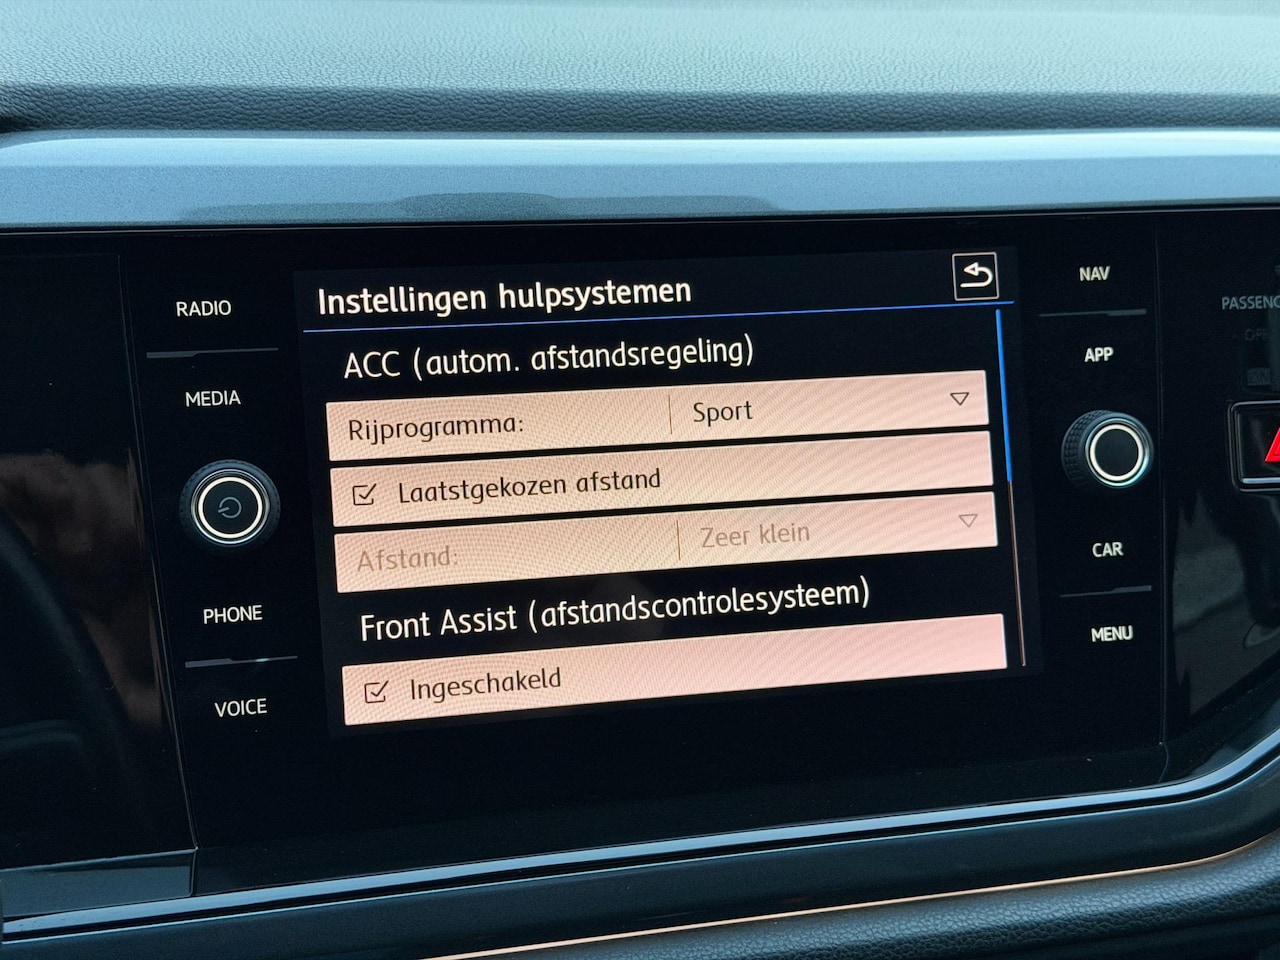 RADIO
MEDIA
PHONE
VOICE
Instellingen hulpsystemen
ACC (autom. afstandsregeling)
Rijprogramma: Sport
Laatstgekozen afstand
Afstand: Zeer klein
Front Assist (afstandscontrolesysteem)
Ingeschakeld
NAV
APP
CAR
MENU